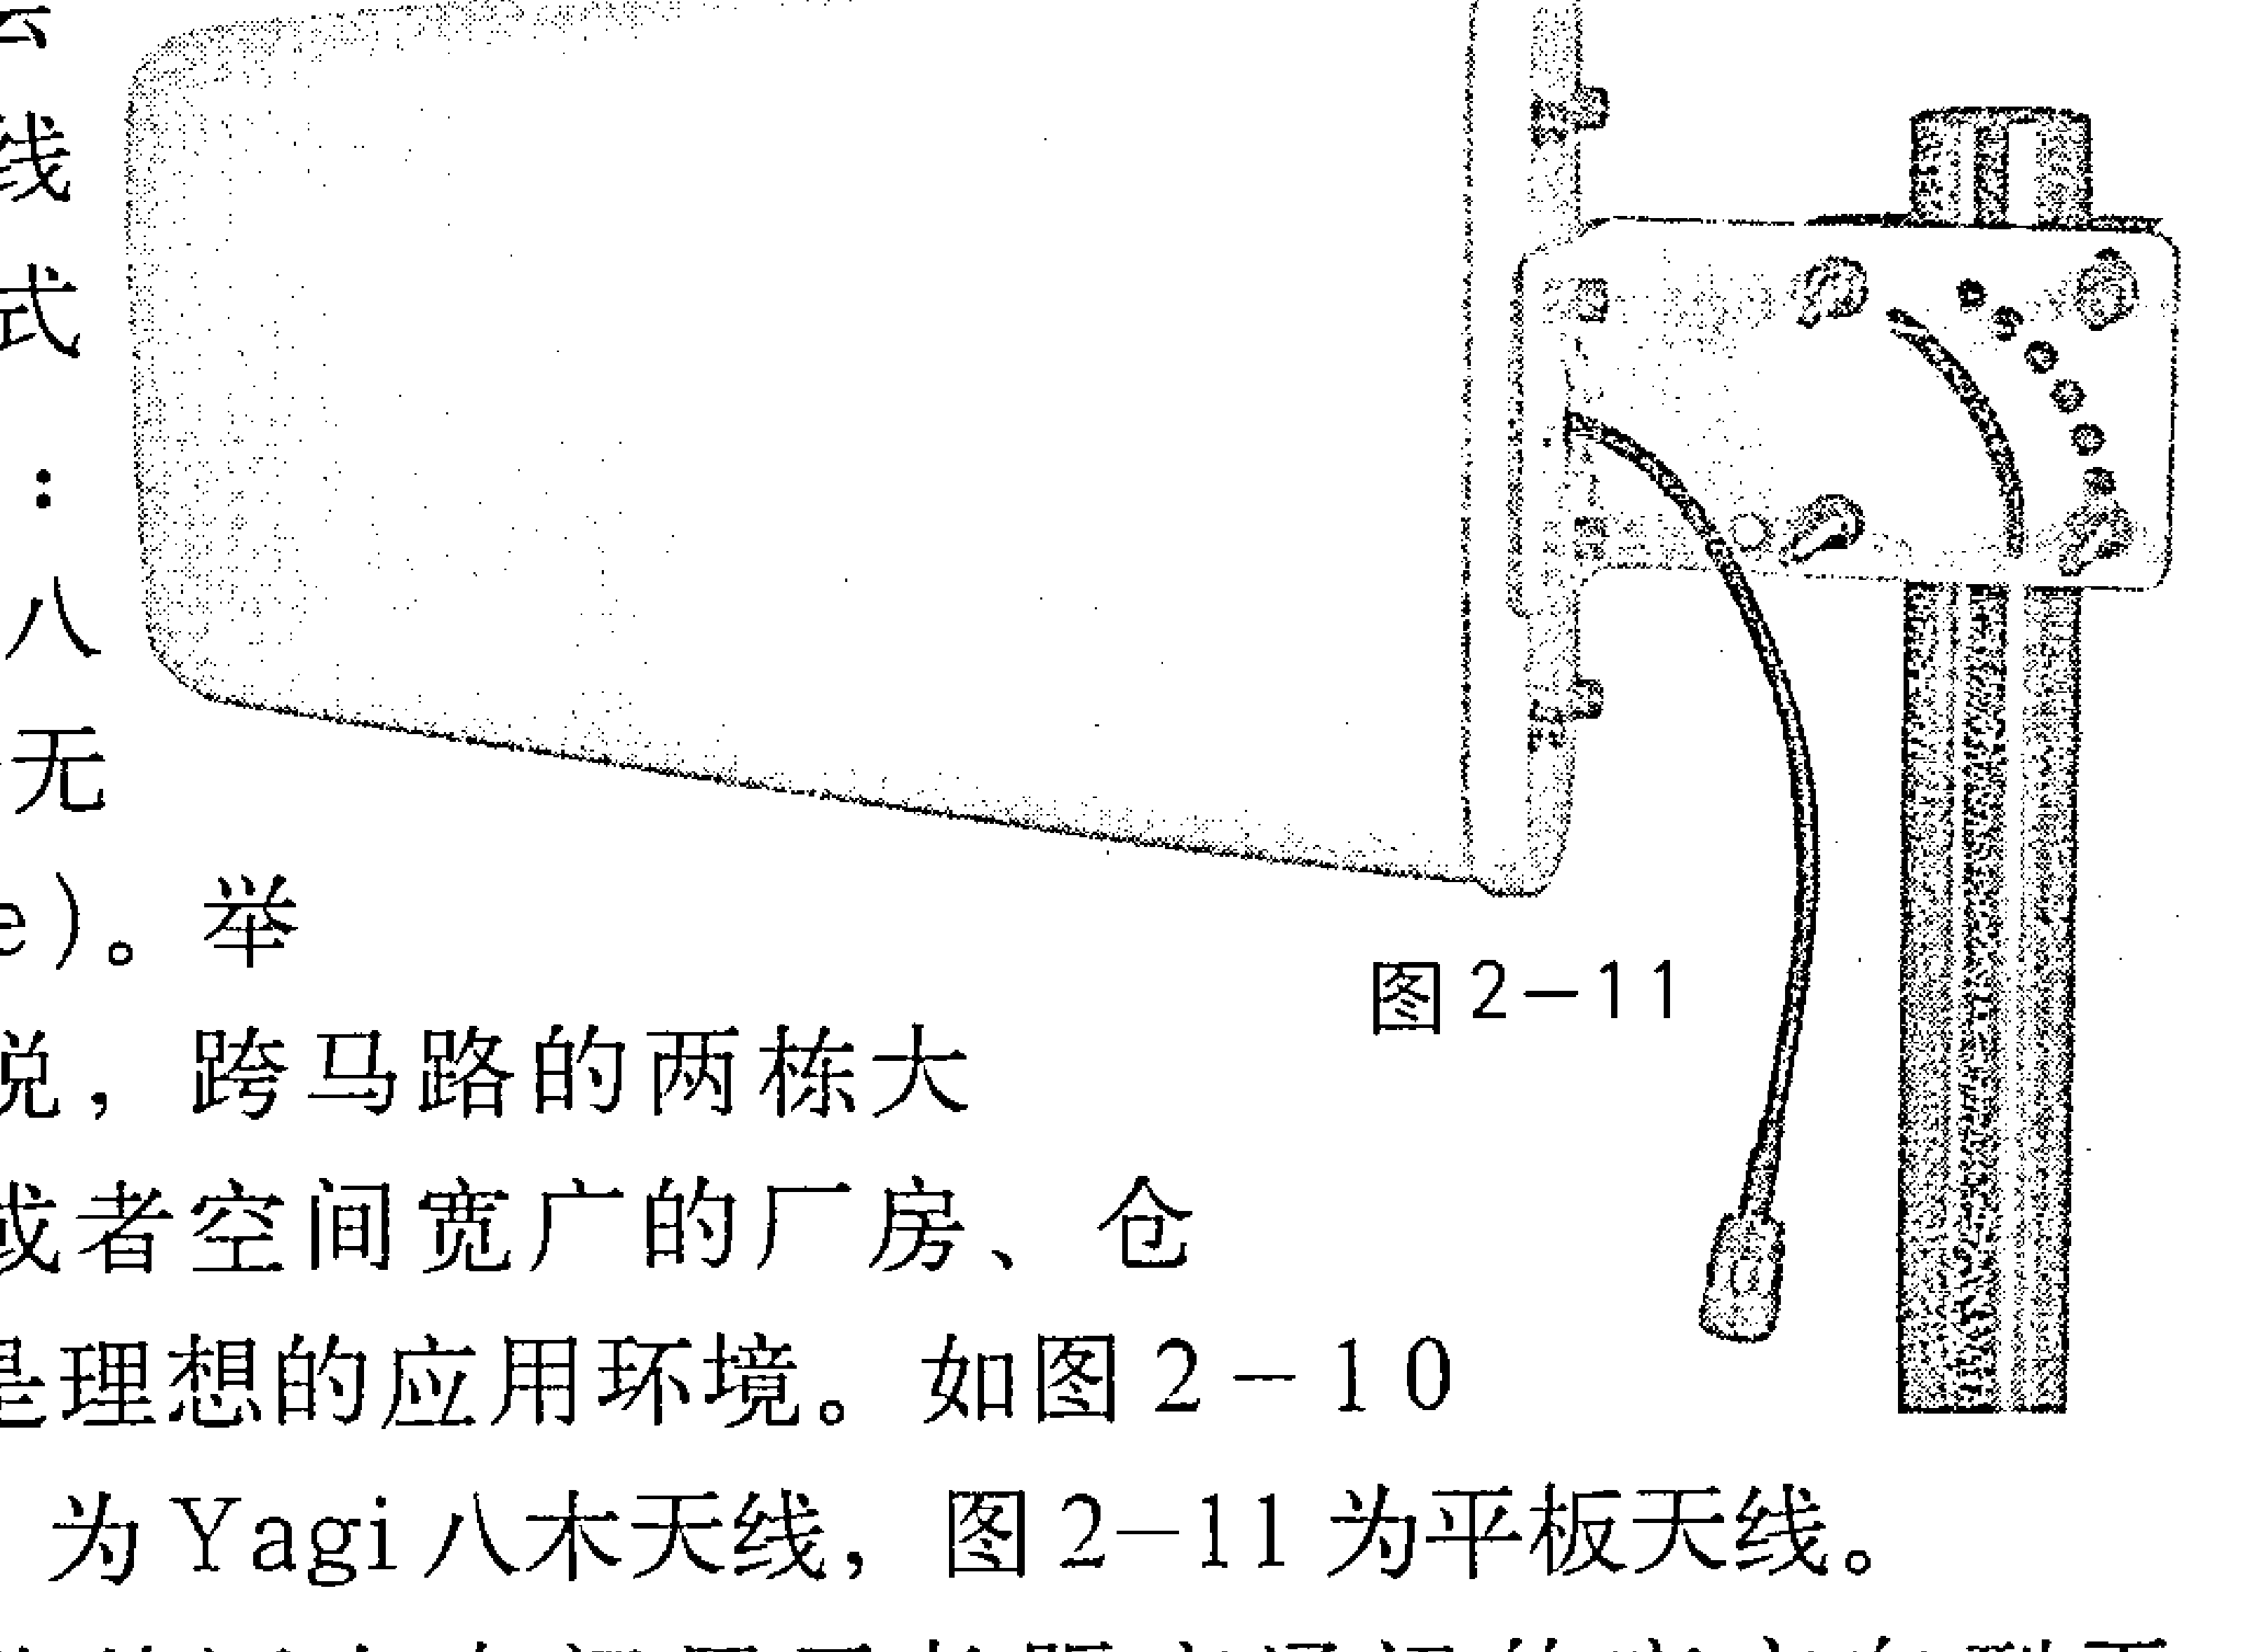 线
式
：
八
无
e）。举
说，跨马路的两栋大
图2-11
或者空间宽广的厂房、仓
是理想的应用环境。如图2-10
为Yagi八木天线，图2-11为平板天线。